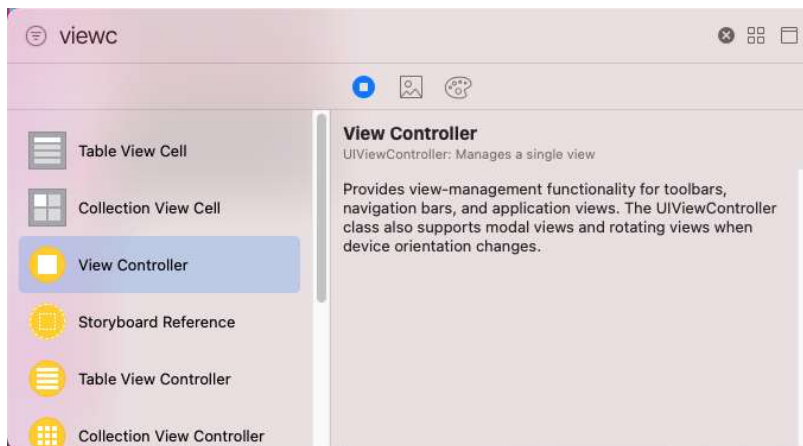 viewc
Table View Cell
Collection View Cell
View Controller
Storyboard Reference
Table View Controller
Collection View Controller
View Controller
UIViewController: Manages a single view
Provides view-management functionality for toolbars,
navigation bars, and application views. The UIViewController
class also supports modal views and rotating views when
device orientation changes.